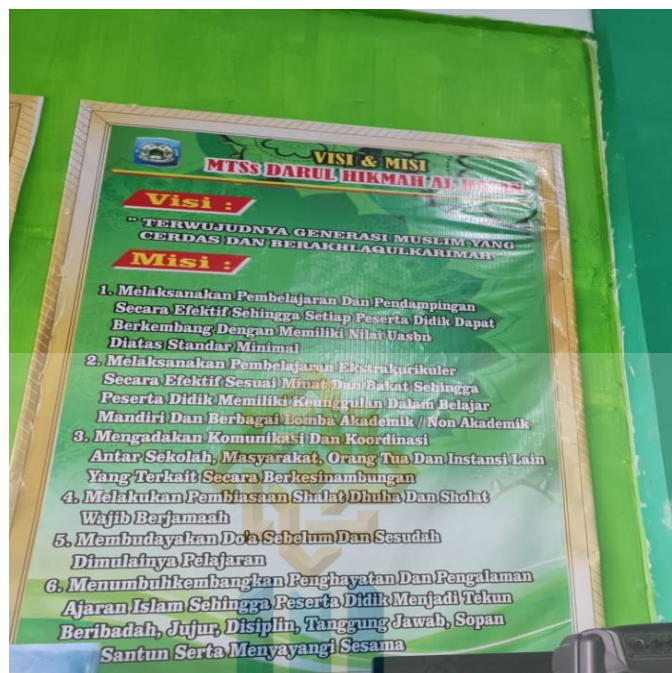 VISI & MISI
MTSs DARUL HIKMAH AL
Visi :
" TERWUJUDNYA GENERASI MUSLIM YANG
CERDAS DAN BERAKHLAQULKARIMAH "
Misi :
1. Melaksanakan Pembelajaran Dan Pendampingan
Secara Efektif Sehingga Setiap Peserta Didik Dapat
Berkembang Dengan Memiliki Nilai Uasbn
Diatas Standar Minimal
2. Melaksanakan Pembelajaran Ekstrakurikuler
Secara Efektif Sesuai Minat Dan Bakat Sehingga
Peserta Didik Memiliki Keunggulan Dalam Belajar
Mandiri Dan Berbagai Lomba Akademik / Non Akademik
3. Mengadakan Komunikasi Dan Koordinasi
Antar Sekolah, Masyarakat, Orang Tua Dan Instansi Lain
Yang Terkait Secara Berkesinambungan
4. Melakukan Pembiasaan Shalat Dhuha Dan Sholat
Wajib Berjamaah
5. Membudayakan Do'a Sebelum Dan Sesudah
Dimulainya Pelajaran
6. Menumbuhkembangkan Penghayatan Dan Pengalaman
Ajaran Islam Sehingga Peserta Didik Menjadi Tekun
Beribadah, Jujur, Disiplin, Tanggung Jawab, Sopan
Santun Serta Menyayangi Sesama